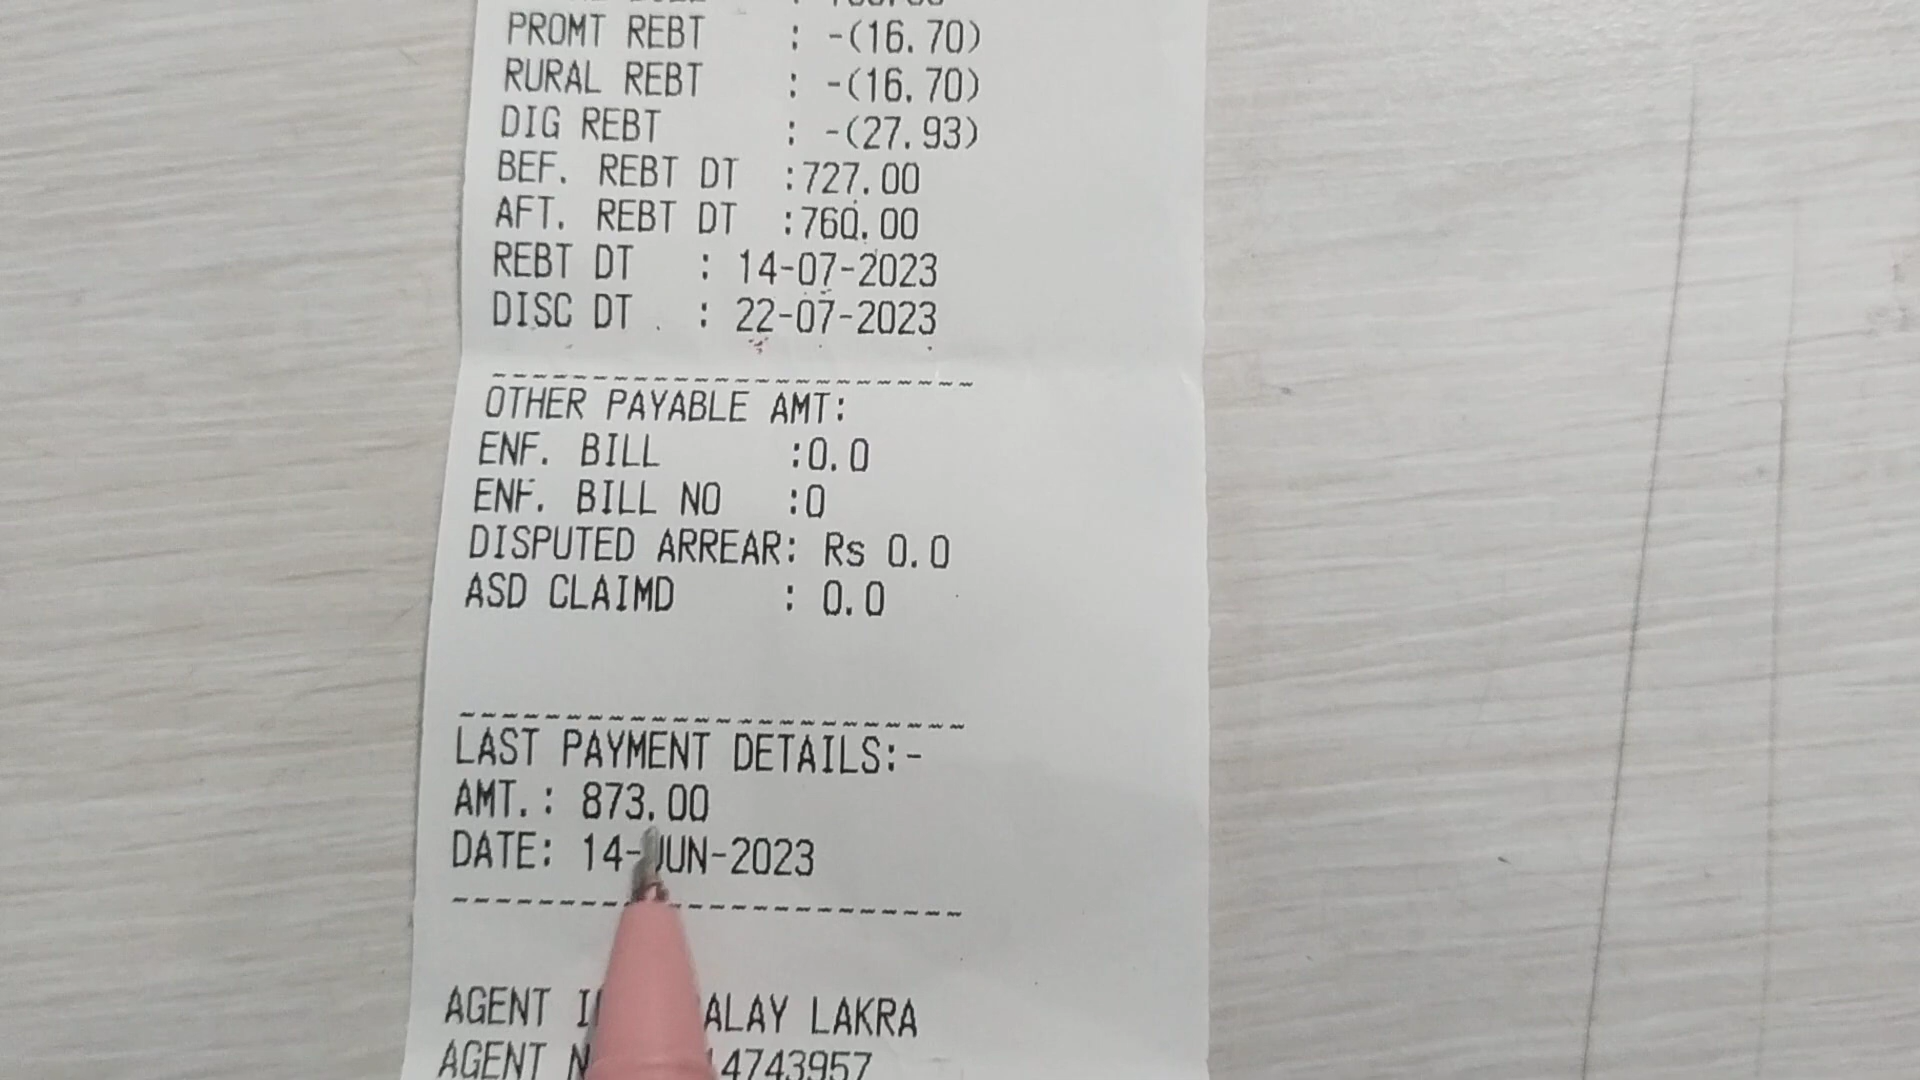 PROMT REBT : -(16.70)
RURAL REBT : -(16.70)
DIG REBT : -(27.93)
BEF. REBT DT :727.00
AFT. REBT DT :760.00
REBT DT : 14-07-2023
DISC DT : 22-07-2023
OTHER PAYABLE AMT:
ENF. BILL :0.0
ENF. BILL NO :0
DISPUTED ARREAR: Rs 0.0
ASD CLAIMD : 0.0
LAST PAYMENT DETAILS:-
AMT.: 873.00
DATE: 14-JUN-2023
AGENT LAKRA
AGENT